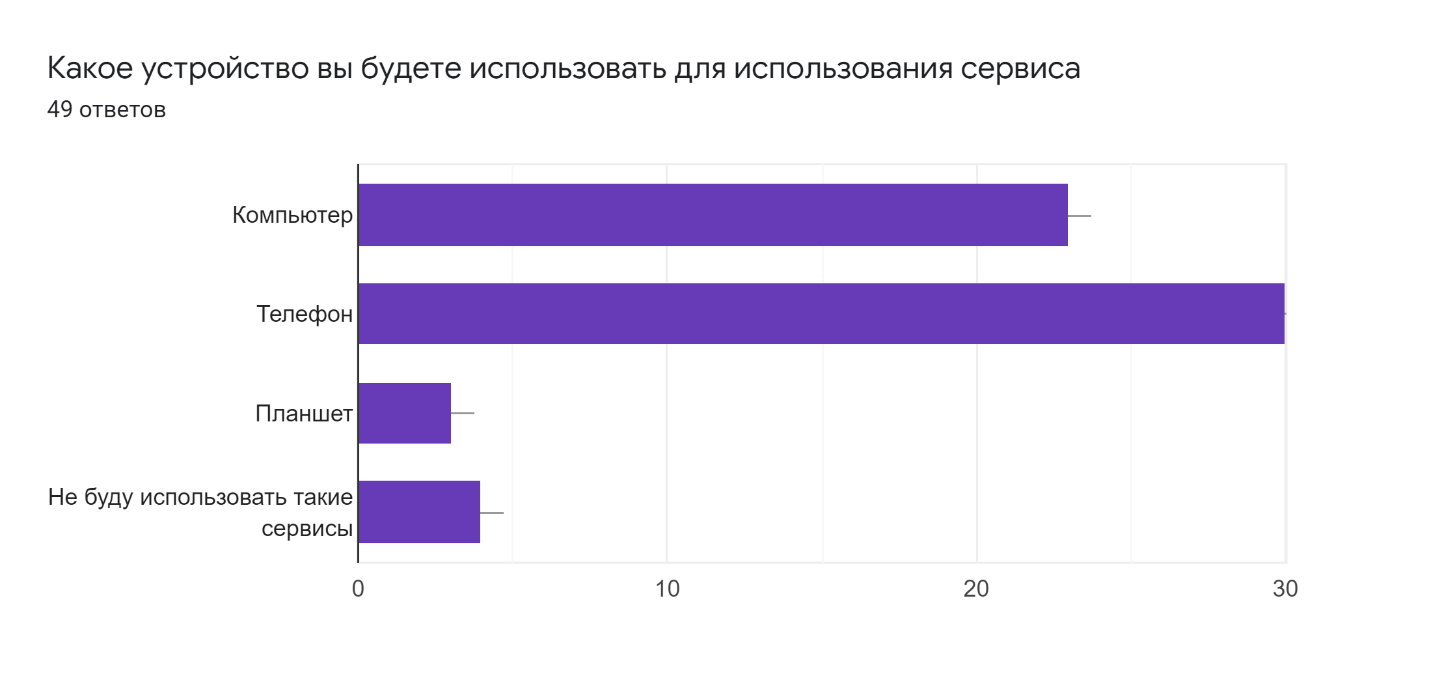 Какое устройство вы будете использовать для использования сервиса
49 ответов
Компьютер
Телефон
Планшет
Не буду использовать такие
сервисы
0 10 20 30